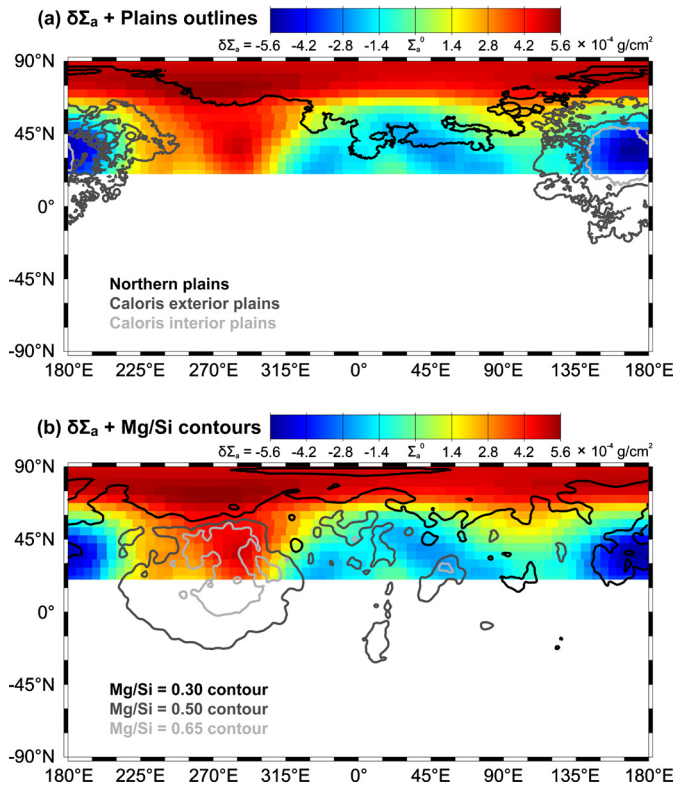 (a) δΣa + Plains outlines
δΣa = -5.6 -4.2 -2.8 -1.4 Σa⁰ 1.4 2.8 4.2 5.6 × 10⁻⁴ g/cm²
90°N
45°N
0°
-45°N
-90°N
Northern plains
Caloris exterior plains
Caloris interior plains
180°E 225°E 270°E 315°E 0° 45°E 90°E 135°E 180°E
(b) δΣa + Mg/Si contours
δΣa = -5.6 -4.2 -2.8 -1.4 Σa⁰ 1.4 2.8 4.2 5.6 × 10⁻⁴ g/cm²
90°N
45°N
0°
-45°N
-90°N
Mg/Si = 0.30 contour
Mg/Si = 0.50 contour
Mg/Si = 0.65 contour
180°E 225°E 270°E 315°E 0° 45°E 90°E 135°E 180°E